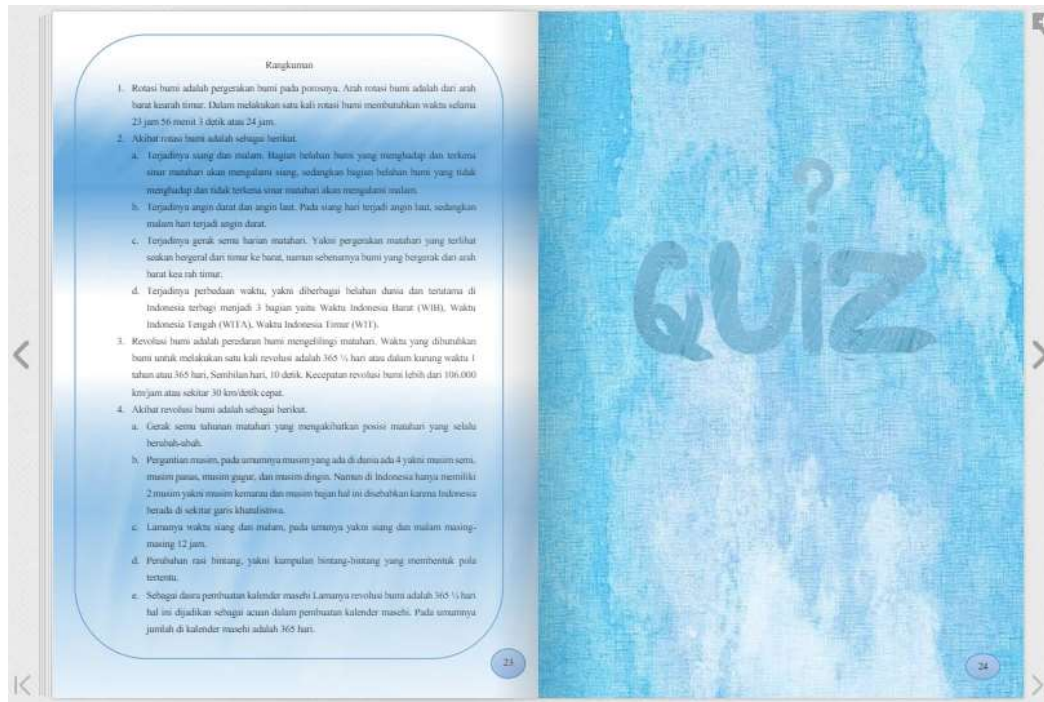 Rangkuman
1. Rotasi bumi adalah pergerakan bumi pada porosnya. Arah rotasi bumi adalah dari arah
barat kearah timur. Dalam melakukan satu kali rotasi bumi membutuhkan waktu selama
23 jam 56 menit 3 detik atau 24 jam.
2. Akibat rotasi bumi adalah sebagai berikut.
a. Terjadinya siang dan malam. Bagian belahan bumi yang menghadap dan terkena
sinar matahari akan mengalami siang, sedangkan bagian belahan bumi yang tidak
menghadap dan tidak terkena sinar matahari akan mengalami malam.
b. Terjadinya angin darat dan angin laut. Pada siang hari terjadi angin laut, sedangkan
malam hari terjadi angin darat.
c. Terjadinya gerak semu harian matahari. Yakni pergerakan matahari yang terlihat
seakan bergeral dari timur ke barat, namun sebenarnya bumi yang bergerak dari arah
barat kea rah timur.
d. Terjadinya perbedaan waktu, yakni diberbagai belahan dunia dan terutama di
Indonesia terbagi menjadi 3 bagian yaitu Waktu Indonesia Barat (WIB), Waktu
Indonesia Tengah (WITA), Waktu Indonesia Timur (WIT).
3. Revolusi bumi adalah peredaran bumi mengelilingi matahari. Waktu yang dibutuhkan
bumi untuk melakukan satu kali revolusi adalah 365 ¼ hari atau dalam kurung waktu 1
tahun atau 365 hari, Sembilan hari, 10 detik. Kecepatan revolusi bumi lebih dari 106.000
km/jam atau sekitar 30 km/detik cepat.
4. Akibat revolusi bumi adalah sebagai berikut.
a. Gerak semu tahunan matahari yang mengakibatkan posisi matahari yang selalu
berubah-ubah.
b. Pergantian musim, pada umumnya musim yang ada di dunia ada 4 yakni musim semi,
musim panas, musim gugur, dan musim dingin. Namun di Indonesia hanya memiliki
2 musim yakni musim kemarau dan musim hujan hal ini disebabkan karena Indonesia
berada di sekitar garis khatulistiwa.
c. Lamanya waktu siang dan malam, pada umunya yakni siang dan malam masing-
masing 12 jam.
d. Perubahan rasi bintang, yakni kumpulan bintang-bintang yang membentuk pola
tertentu.
e. Sebagai dasra pembuatan kalender masehi Lamanya revolusi bumi adalah 365 ¼ hari
hal ini dijadikan sebagai acuan dalam pembuatan kalender masehi. Pada umumnya
jumlah di kalender masehi adalah 365 hari.
23
?
QUiZ
24